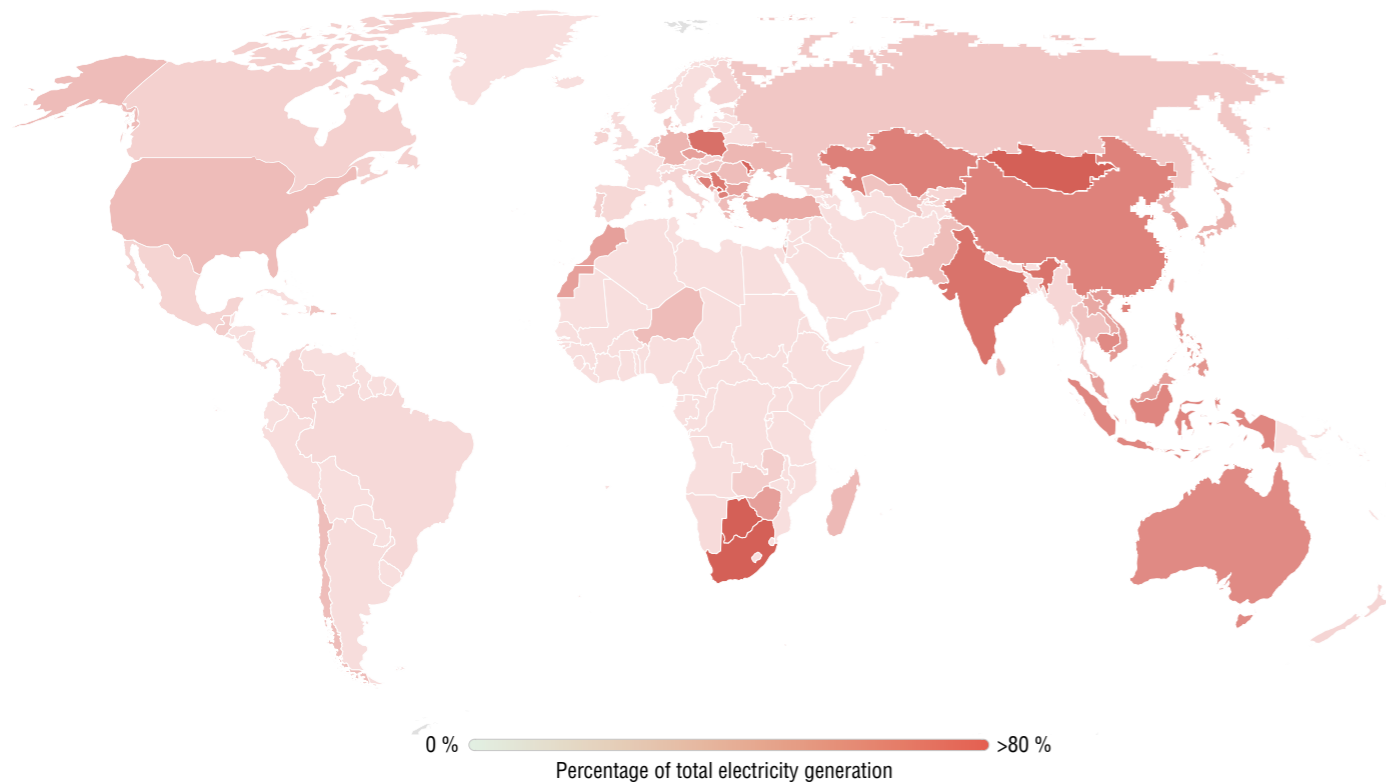 0 % >80 %
Percentage of total electricity generation